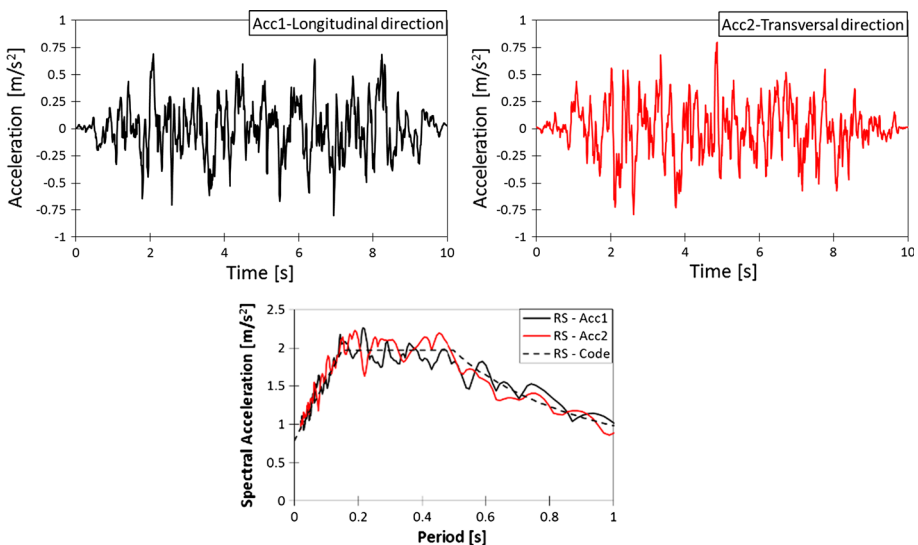 Acc1-Longitudinal direction
Acceleration [m/s²]
1
0.75
0.5
0.25
0
-0.25
-0.5
-0.75
-1
0 2 4 6 8 10
Time [s]
Acc2-Transversal direction
Acceleration [m/s²]
1
0.75
0.5
0.25
0
-0.25
-0.5
-0.75
-1
0 2 4 6 8 10
Time [s]
Spectral Acceleration [m/s²]
2.5
2
1.5
1
0.5
0
RS - Acc1
RS - Acc2
RS - Code
0 0.2 0.4 0.6 0.8 1
Period [s]